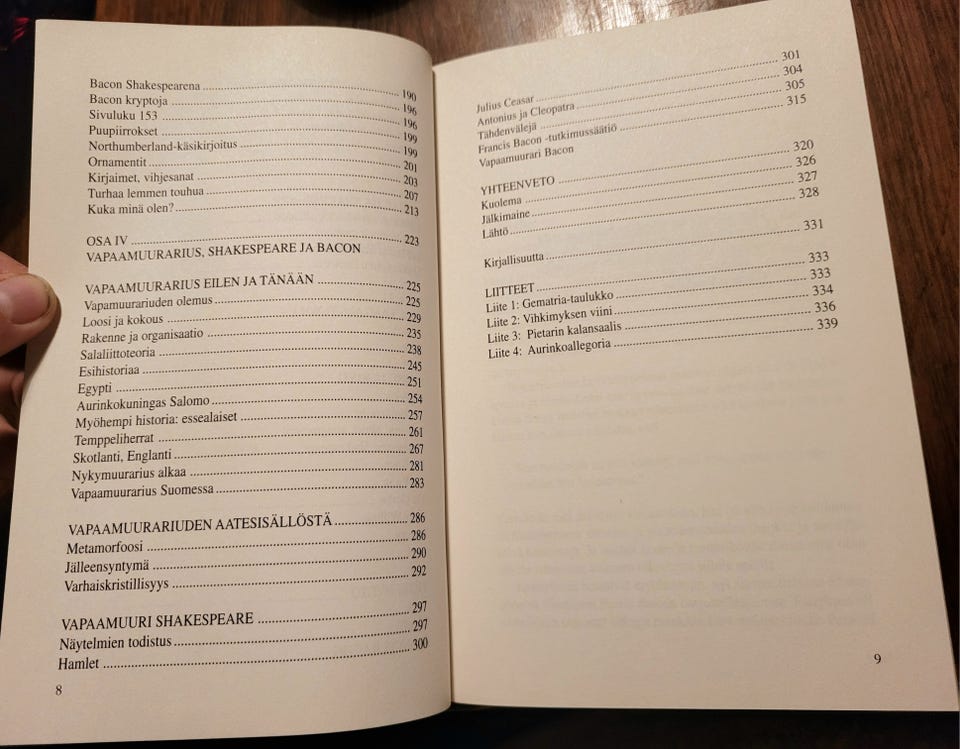 Bacon Shakespearena ........ 190
Bacon kryptoja ........ 196
Sivuluku 153 ........ 196
Puupiirrokset ........ 199
Northumberland-käsikirjoitus ........ 199
Ornamentit ........ 201
Kirjaimet, vihjesanat ........ 203
Turhaa lemmen touhua ........ 207
Kuka minä olen? ........ 213
OSA IV ........ 223
VAPAAMUURARIUS, SHAKESPEARE JA BACON
VAPAAMUURARIUS EILEN JA TÄNÄÄN ........ 225
Vapamuurariuden olemus ........ 225
Loosi ja kokous ........ 229
Rakenne ja organisaatio ........ 235
Salaliittoteoria ........ 238
Esihistoriaa ........ 245
Egypti ........ 251
Aurinkokuningas Salomo ........ 254
Myöhempi historia: essealaiset ........ 257
Temppeliherrat ........ 261
Skotlanti, Englanti ........ 267
Nykymuurarius alkaa ........ 281
Vapaamuurarius Suomessa ........ 283
VAPAAMUURARIUDEN AATESISÄLLÖSTÄ ........ 286
Metamorfoosi ........ 286
Jälleensyntymä ........ 290
Varhaiskristillisyys ........ 292
VAPAAMUURI SHAKESPEARE ........ 297
Näytelmien todistus ........ 297
Hamlet ........ 300
8
Julius Ceasar ........ 301
Antonius ja Cleopatra ........ 304
Tähdenvälejä ........ 305
Francis Bacon -tutkimussäätiö ........ 315
Vapaamuurari Bacon
YHTEENVETO ........ 320
Kuolema ........ 326
Jälkimaine ........ 327
Lähtö ........ 328
Kirjallisuutta ........ 331
LIITTEET ........ 333
Liite 1: Gematria-taulukko ........ 333
Liite 2: Vihkimyksen viini ........ 334
Liite 3: Pietarin kalansaalis ........ 336
Liite 4: Aurinkoallegoria ........ 339
9